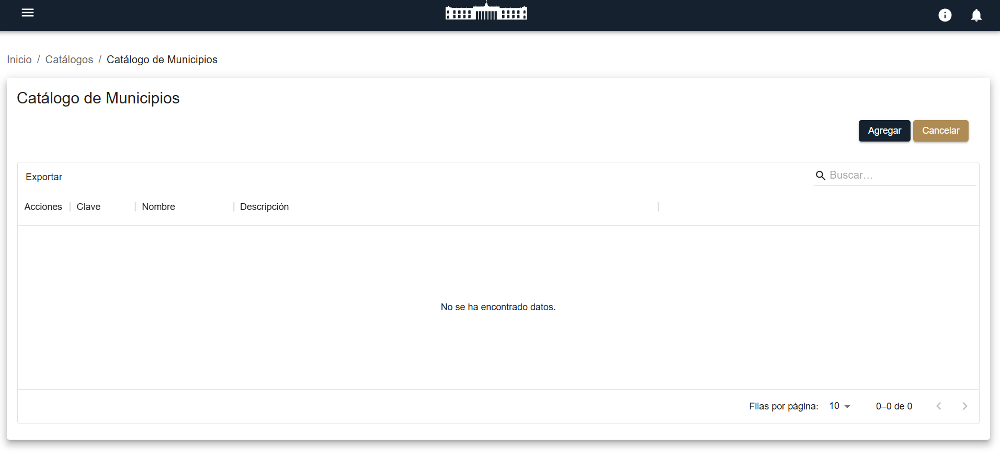 Inicio / Catálogos / Catálogo de Municipios
Catálogo de Municipios
Agregar Cancelar
Exportar Buscar…
Acciones Clave Nombre Descripción
No se ha encontrado datos.
Filas por página: 10 0–0 de 0